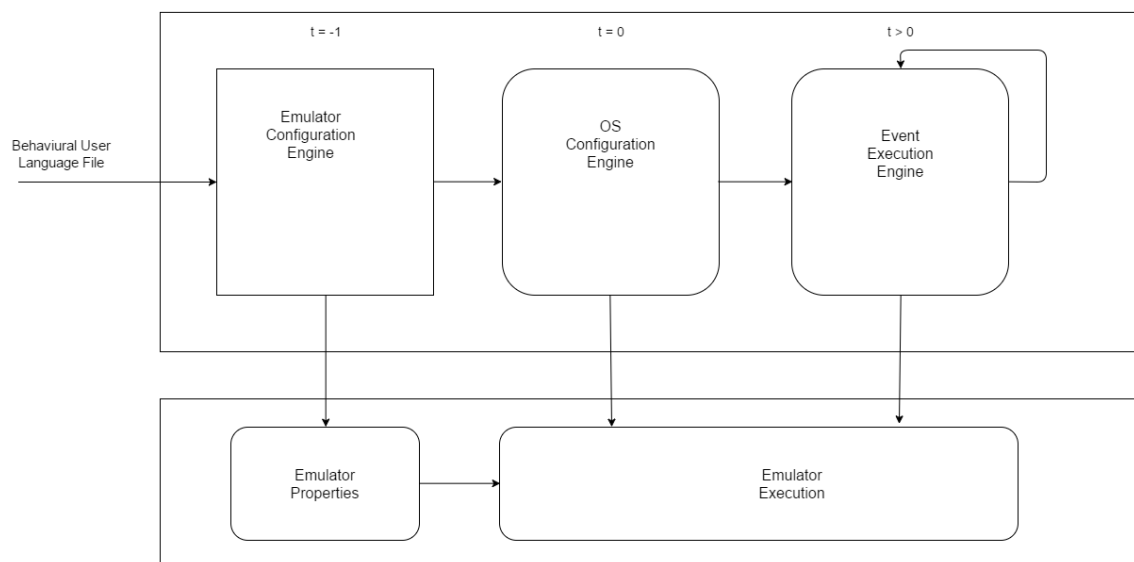 t = -1
t = 0
t > 0
Emulator
Configuration
Engine
OS
Configuration
Engine
Event
Execution
Engine
Behaviural User
Language File
Emulator
Properties
Emulator
Execution